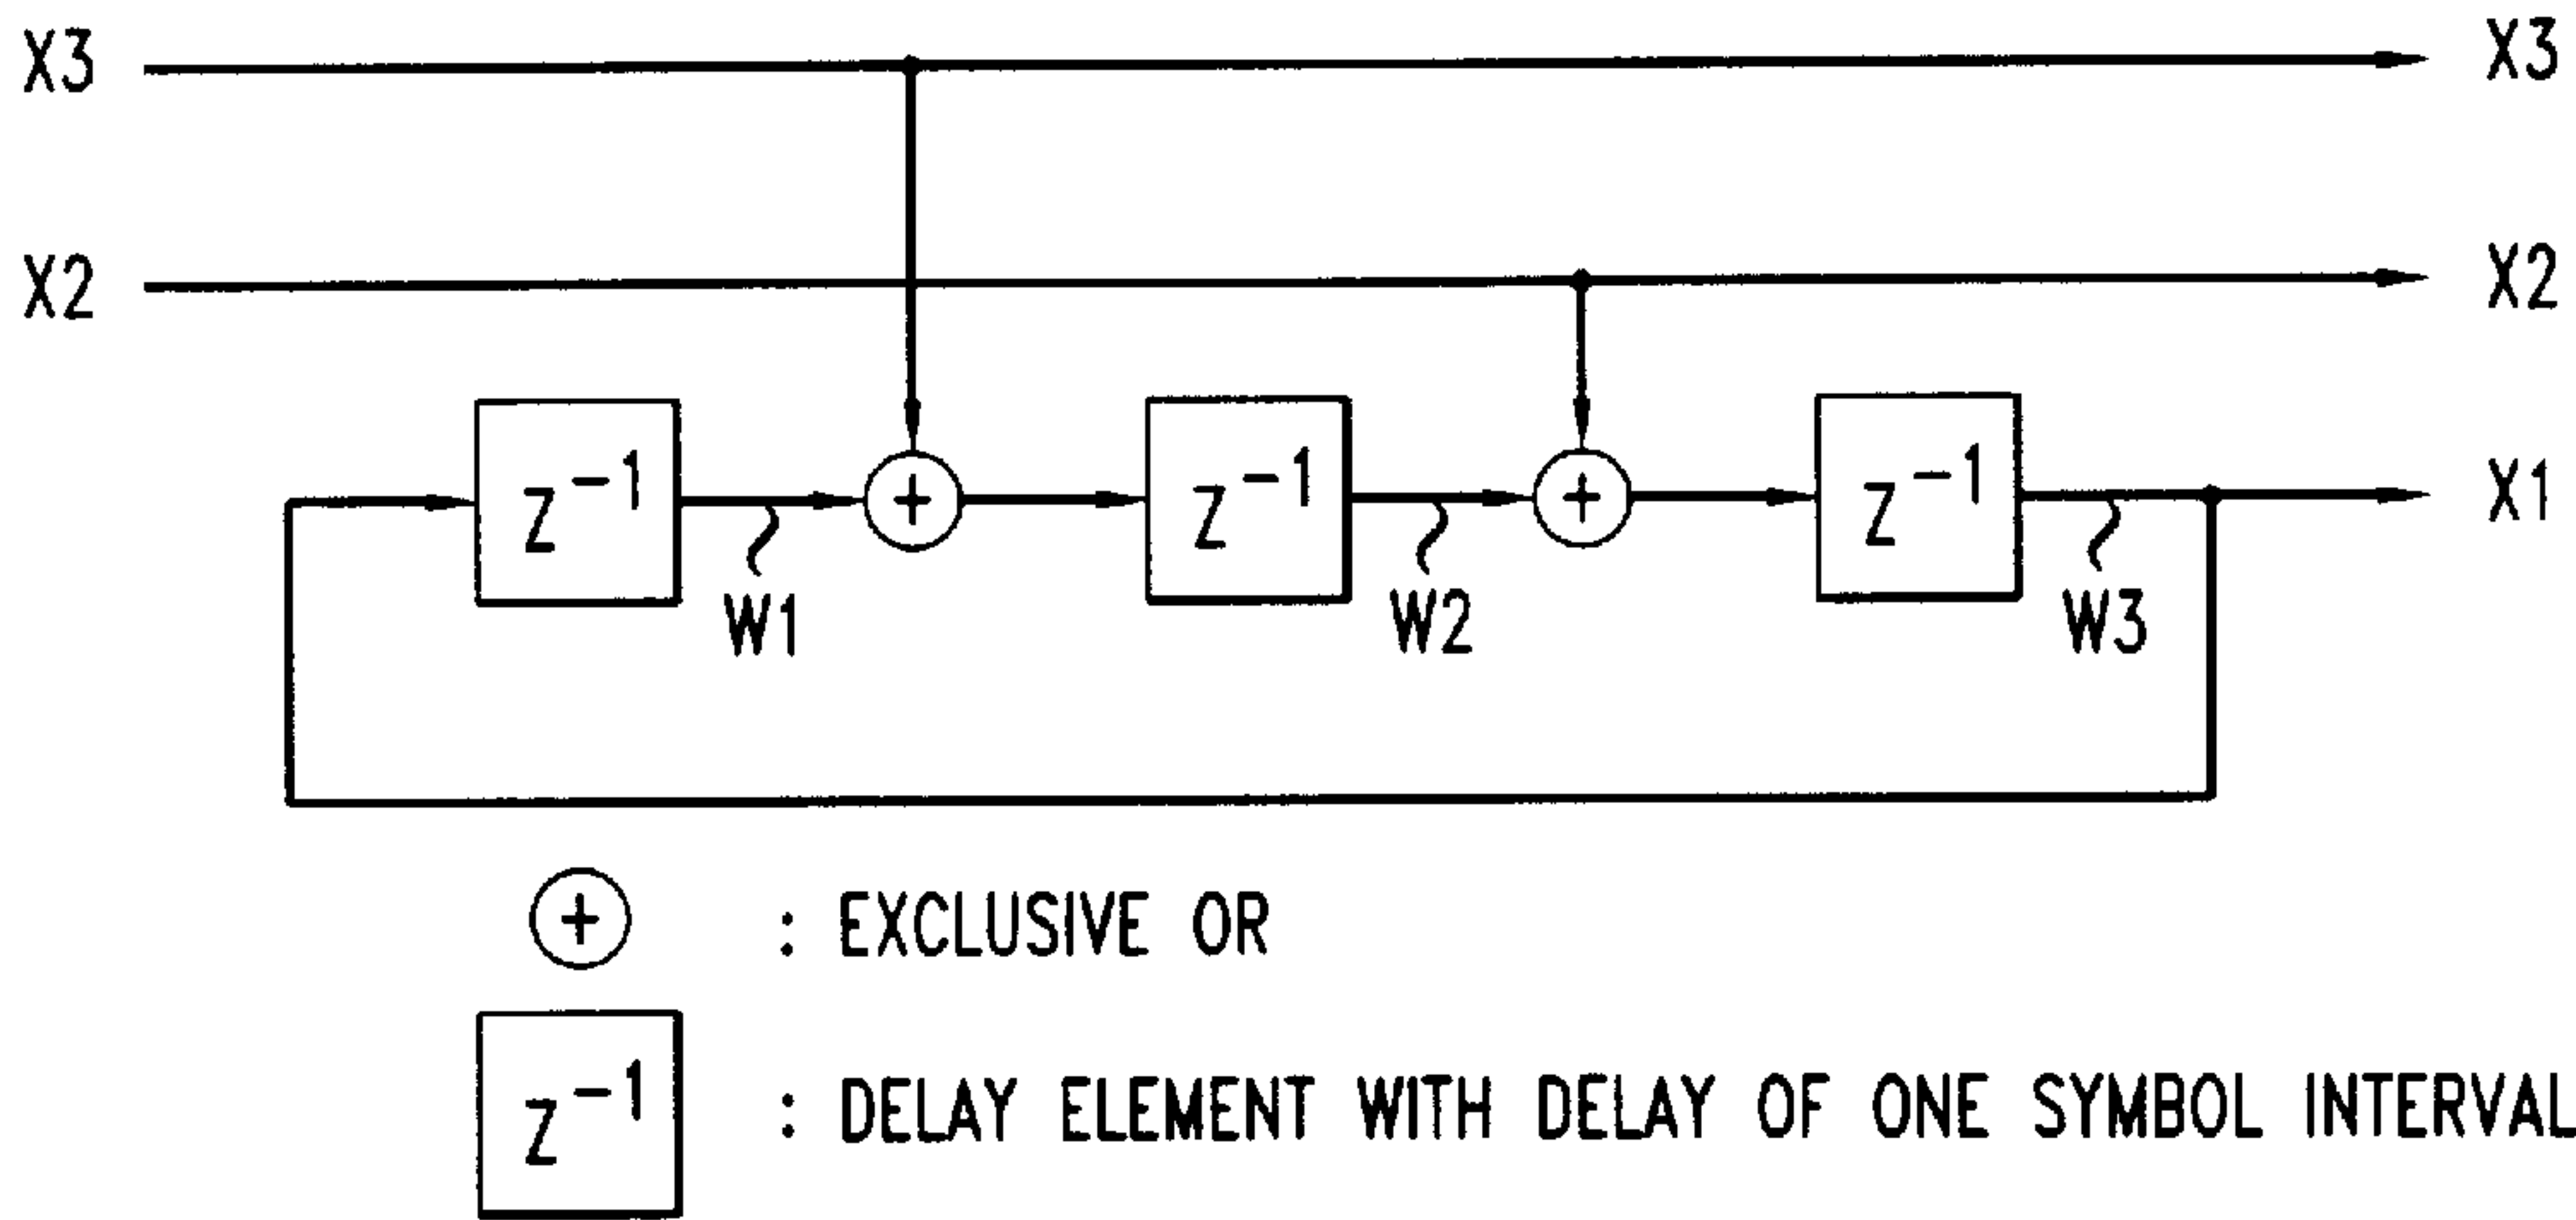 X3 X3
X2 X2
z⁻¹ z⁻¹ z⁻¹ X1
W1 W2 W3
+ : EXCLUSIVE OR
z⁻¹ : DELAY ELEMENT WITH DELAY OF ONE SYMBOL INTERVAL